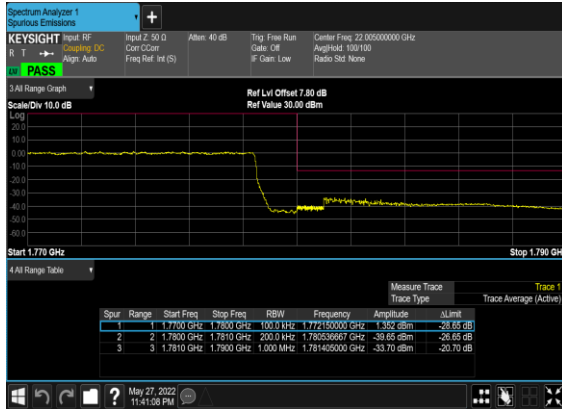 Spectrum Analyzer 1
Spurious Emissions
+
KEYSIGHT Input: RF Input Z: 50 Ω Atten: 40 dB Trig: Free Run Center Freq: 22.005000000 GHz
R T Coupling: DC Corr CCorr Gate: Off Avg|Hold: 100/100
Align: Auto Freq Ref: Int (S) IF Gain: Low Radio Std: None
PASS
3 All Range Graph
Ref Lvl Offset 7.80 dB
Scale/Div 10.0 dB Ref Value 30.00 dBm
Log
20.0
10.0
0.00
-10.0
-20.0
-30.0
-40.0
-50.0
-60.0
Start 1.770 GHz Stop 1.790 GH
4 All Range Table
Measure Trace Trace 1
Trace Type Trace Average (Active)
Spur Range Start Freq Stop Freq RBW Frequency Amplitude ΔLimit
1 1 1.7700 GHz 1.7800 GHz 100.0 kHz 1.772150000 GHz 1.352 dBm -28.65 dB
2 2 1.7800 GHz 1.7810 GHz 200.0 kHz 1.780536667 GHz -39.65 dBm -26.65 dB
3 3 1.7810 GHz 1.7900 GHz 1.000 MHz 1.781405000 GHz -33.70 dBm -20.70 dB
?
May 27, 2022
11:41:08 PM